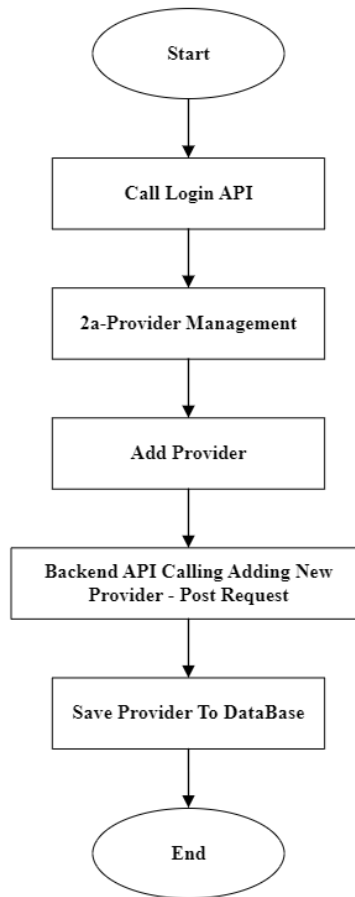 Start
Call Login API
2a-Provider Management
Add Provider
Backend API Calling Adding New
Provider - Post Request
Save Provider To DataBase
End